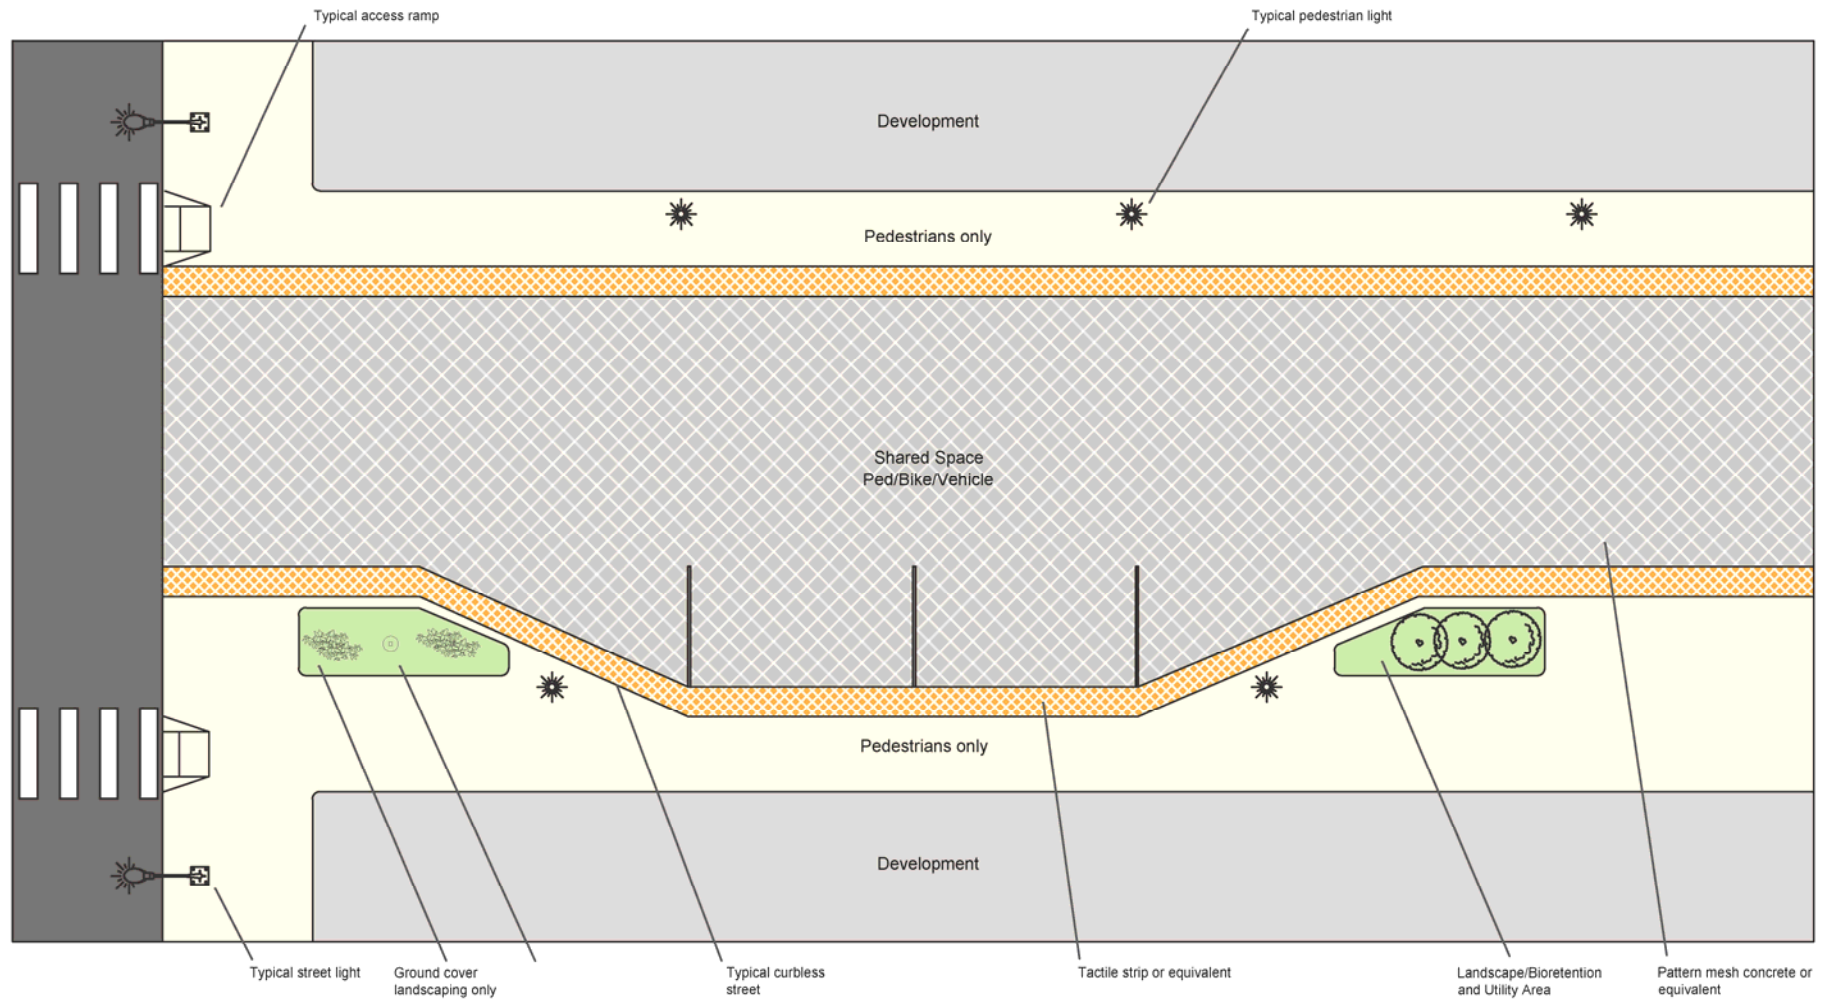 Typical access ramp
Typical pedestrian light
Development
Pedestrians only
Shared Space
Ped/Bike/Vehicle
Pedestrians only
Development
Typical street light
Ground cover
landscaping only
Typical curbless
street
Tactile strip or equivalent
Landscape/Bioretention
and Utility Area
Pattern mesh concrete or
equivalent